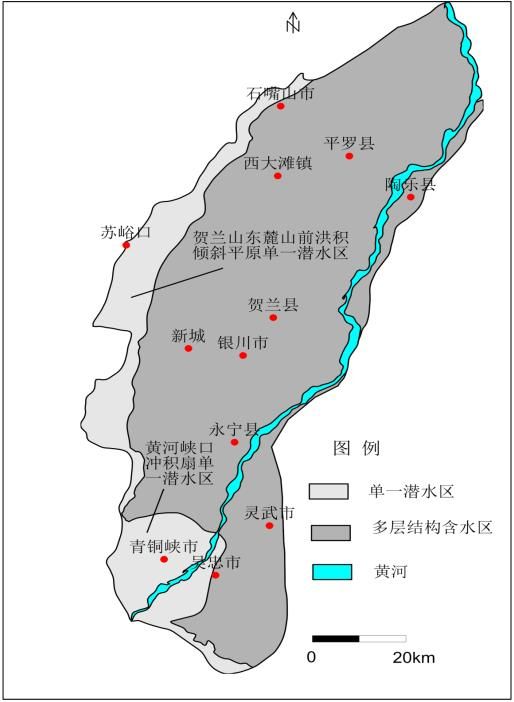 N
石嘴山市
平罗县
西大滩镇
陶乐县
苏峪口
贺兰山东麓山前洪积
倾斜平原单一潜水区
贺兰县
新城
银川市
永宁县
黄河峡口
冲积扇单
一潜水区
图 例
单一潜水区
灵武市
多层结构含水区
青铜峡市
吴忠市
黄河
0
20km